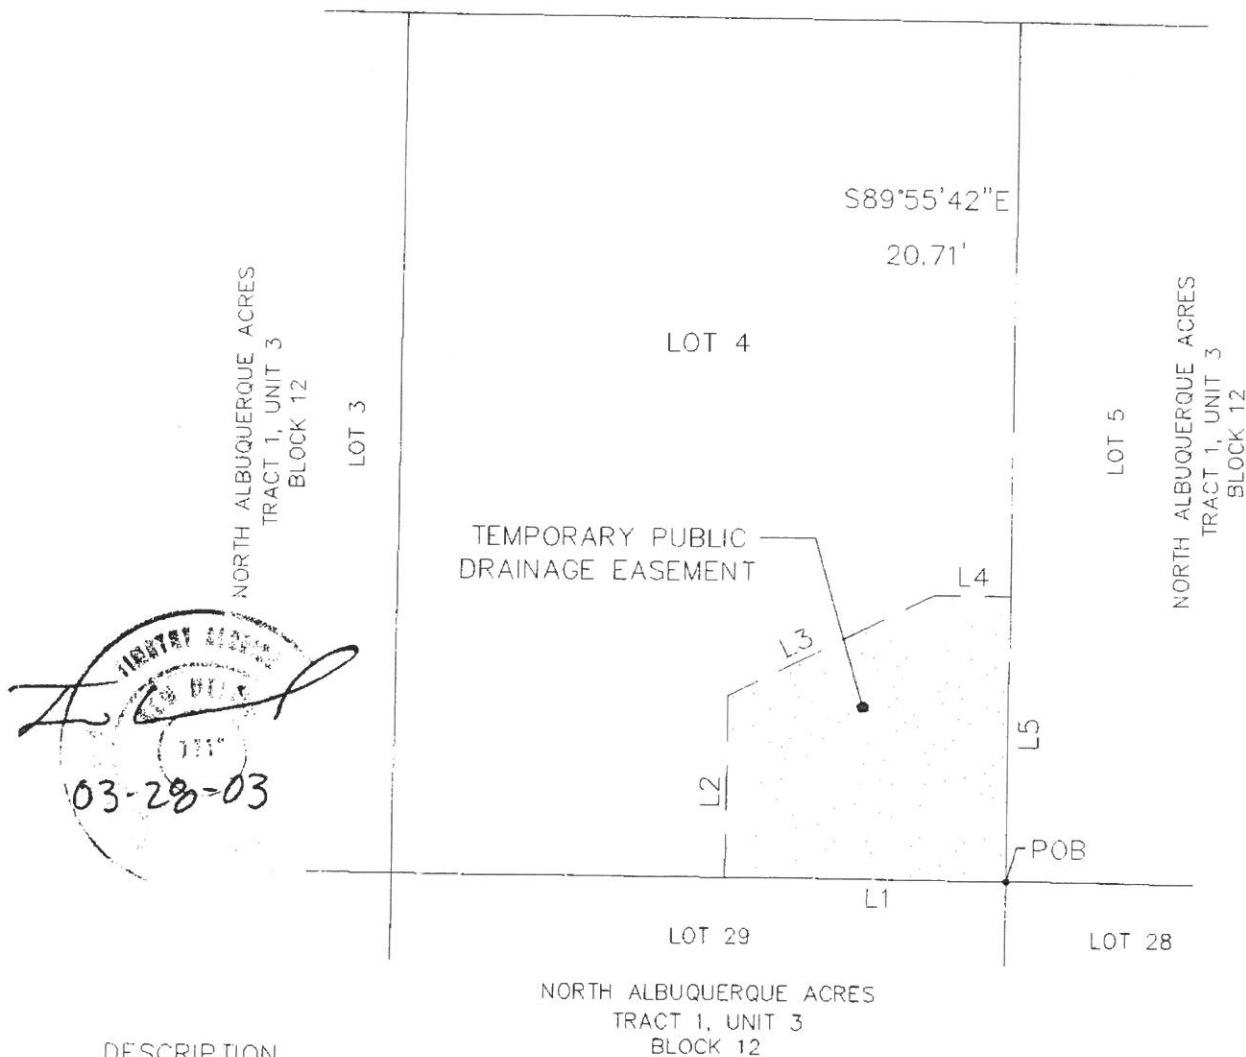 S89°55'42"E
20.71'
NORTH ALBUQUERQUE ACRES
TRACT 1, UNIT 3
BLOCK 12
LOT 3
LOT 4
LOT 5
NORTH ALBUQUERQUE ACRES
TRACT 1, UNIT 3
BLOCK 12
TEMPORARY PUBLIC
DRAINAGE EASEMENT
L4
L3
L5
L2
TIMOTHY
03-28-03
POB
L1
LOT 29
LOT 28
NORTH ALBUQUERQUE ACRES
TRACT 1, UNIT 3
BLOCK 12
DESCRIPTION